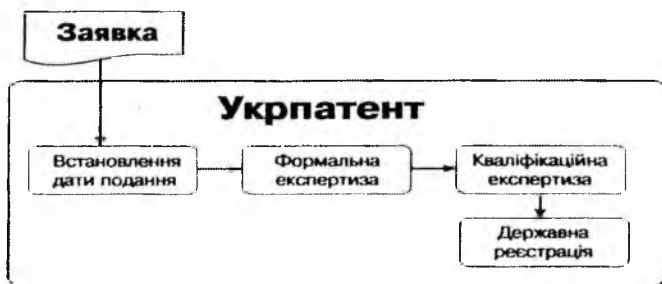 Заявка
Укрпатент
Встановлення
дати подання
Формальна
експертиза
Кваліфікаційна
експертиза
Державна
реєстрація